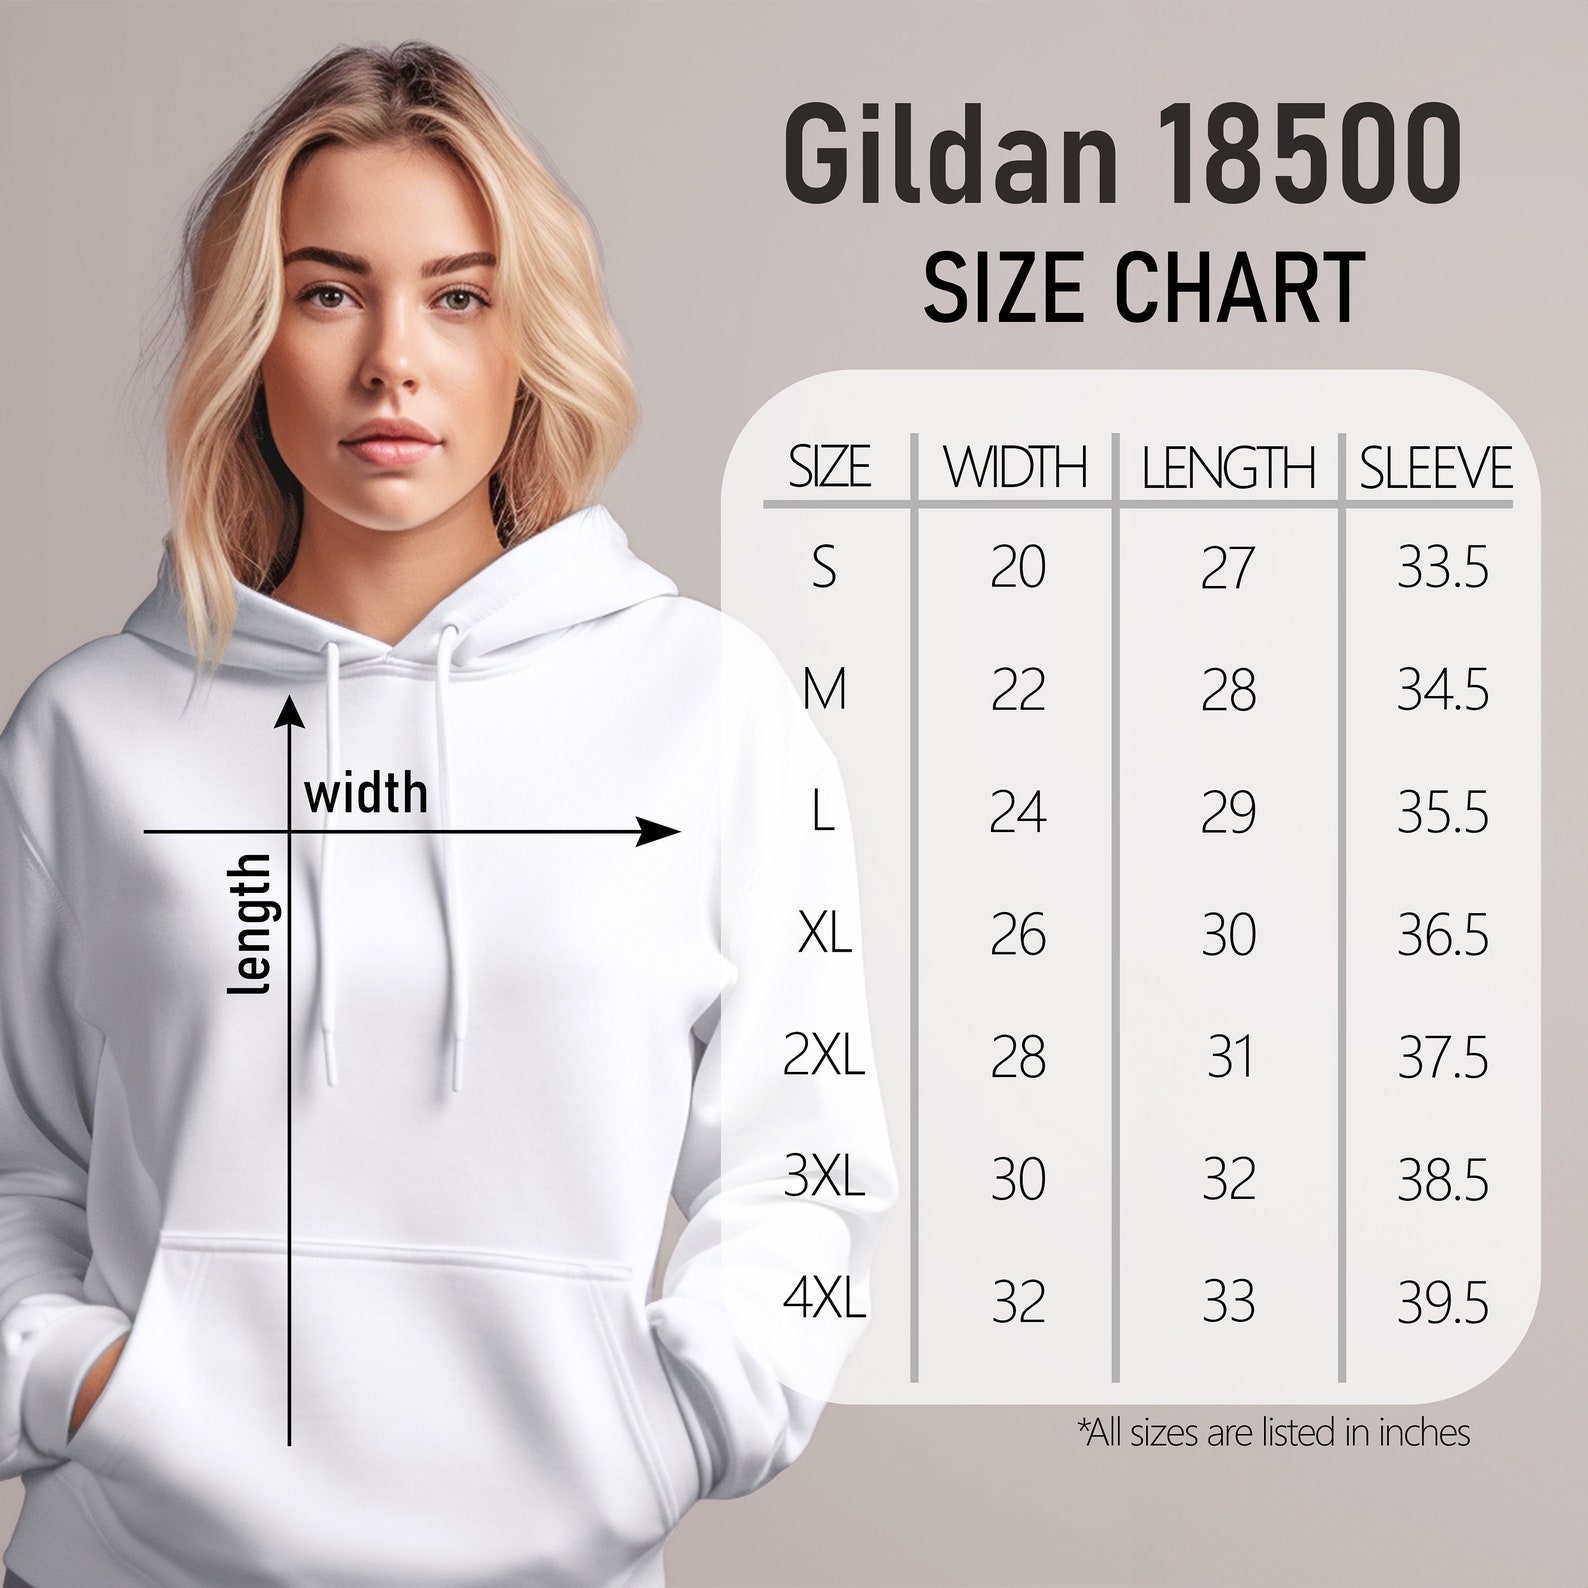 Gildan 18500
SIZE CHART
SIZE WIDTH LENGTH SLEEVE
S 20 27 33.5
M 22 28 34.5
L 24 29 35.5
XL 26 30 36.5
2XL 28 31 37.5
3XL 30 32 38.5
4XL 32 33 39.5
*All sizes are listed in inches
width
length